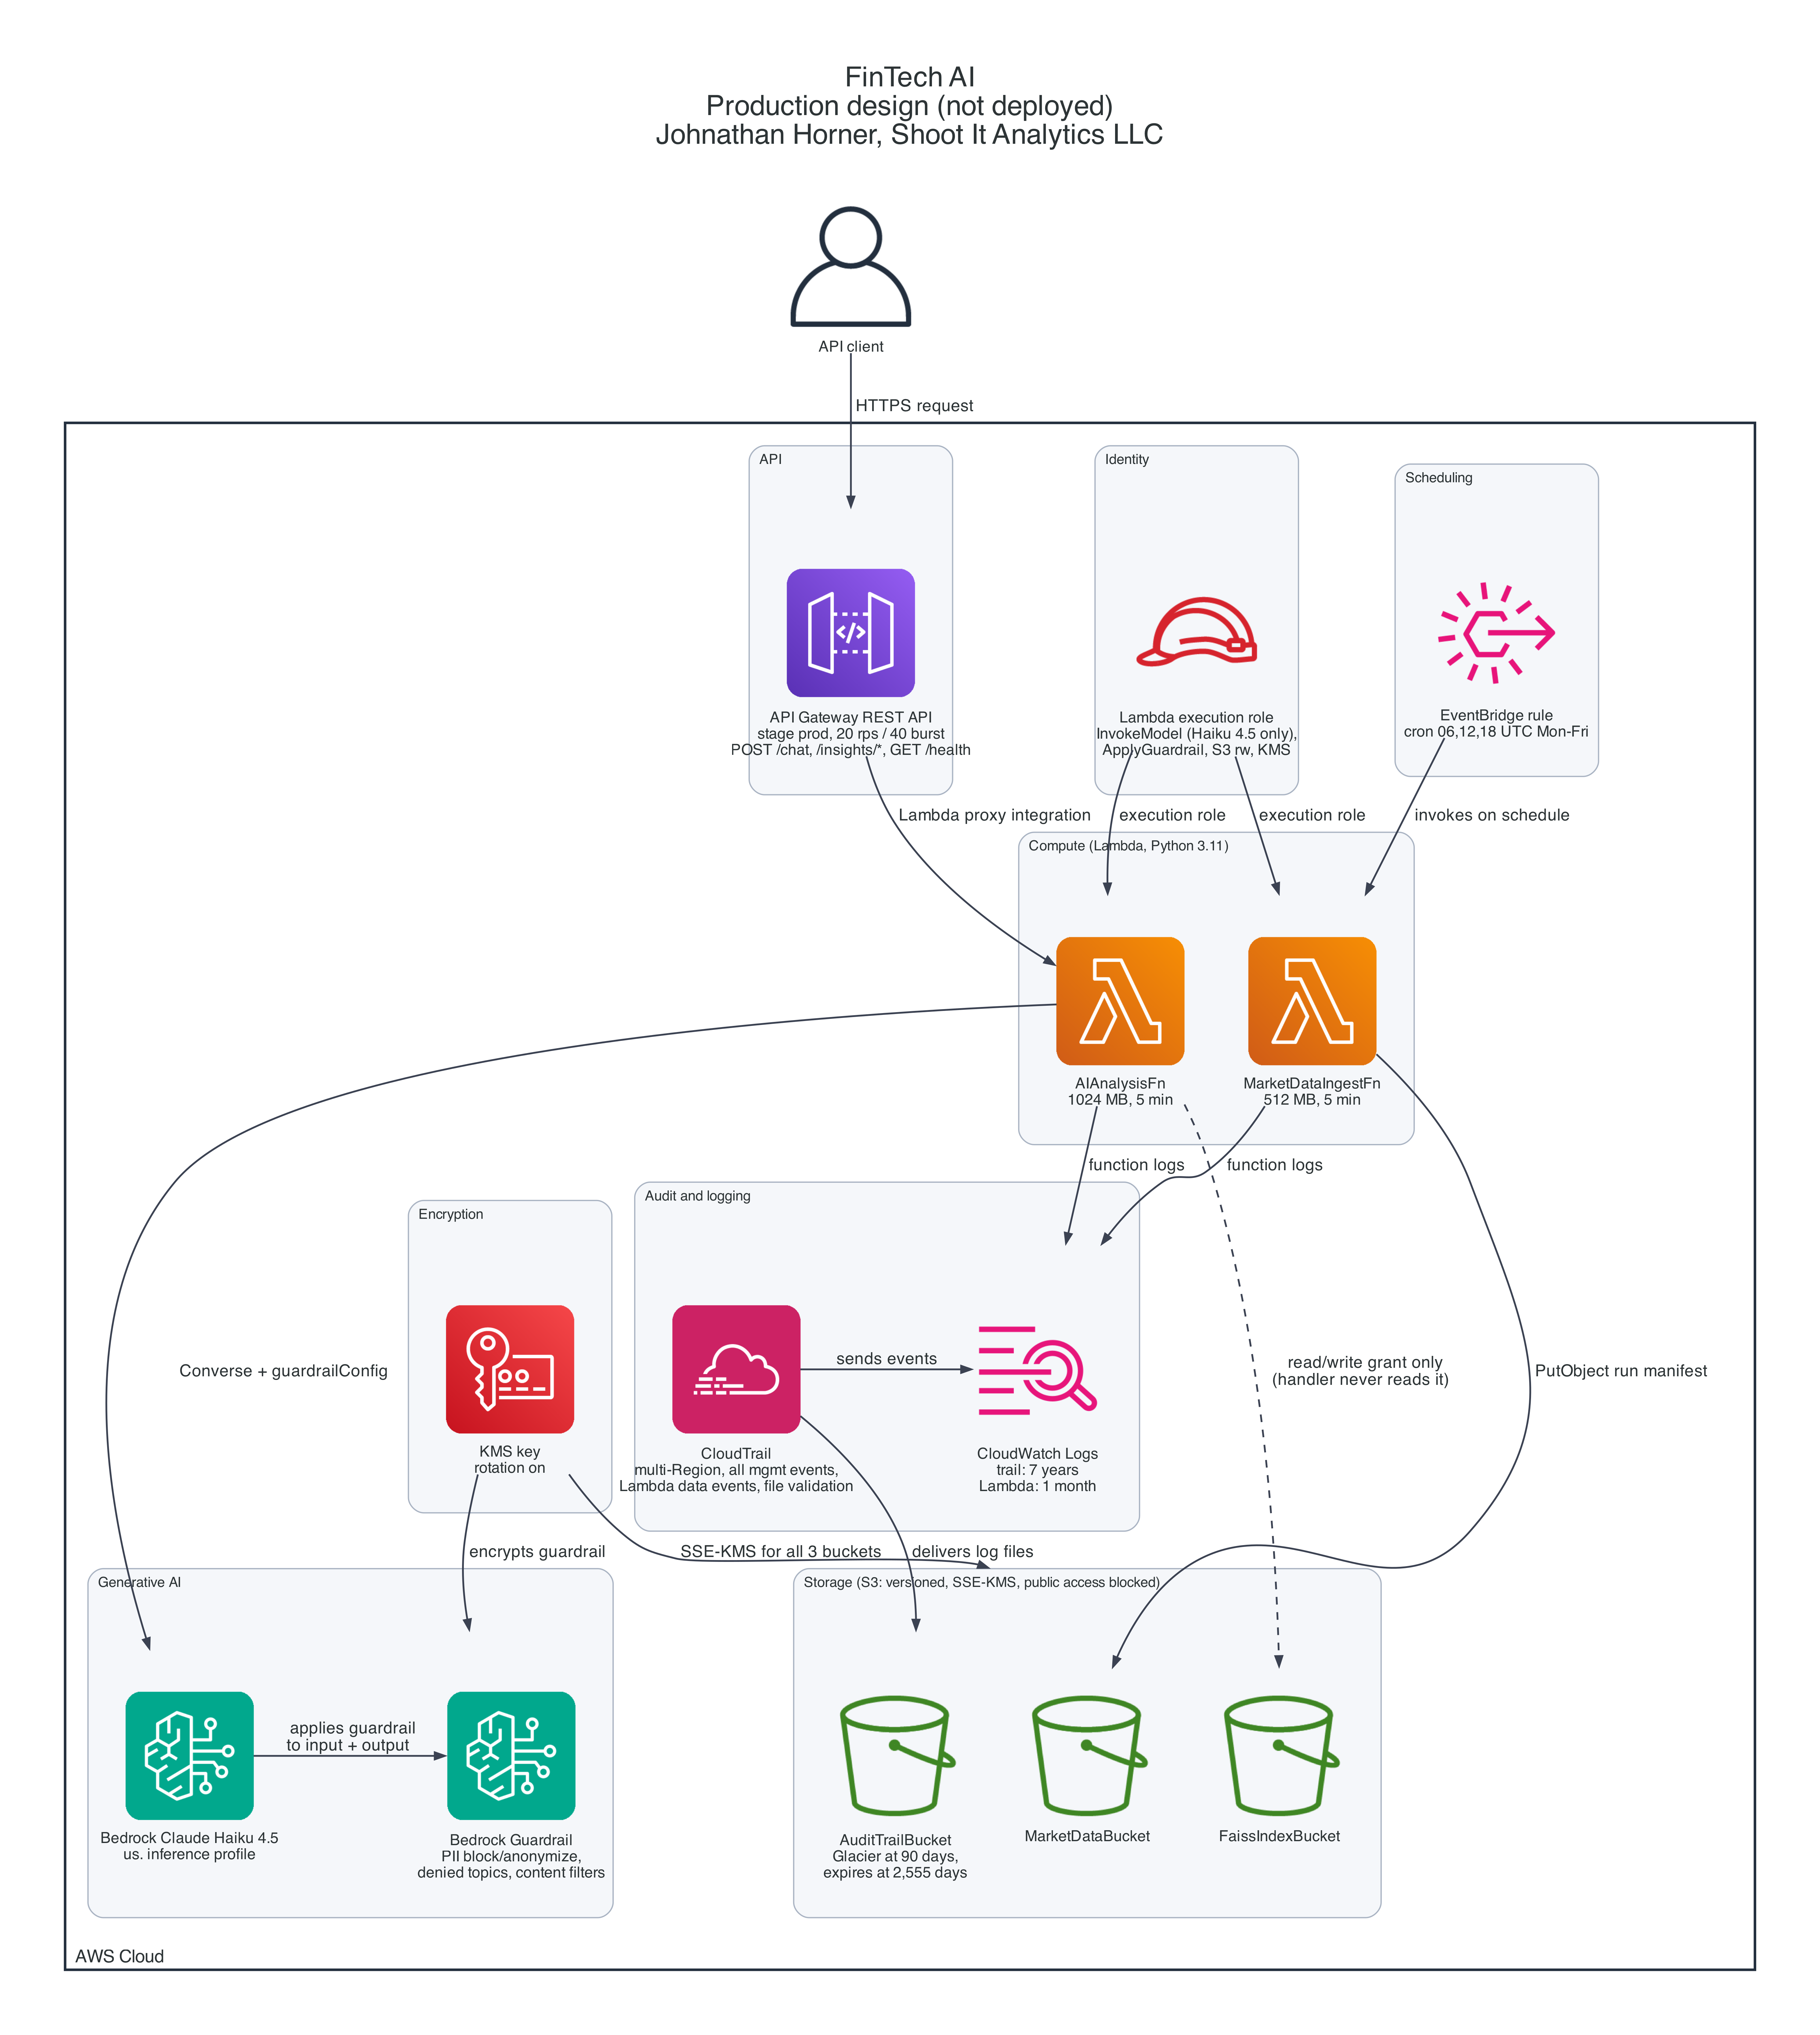 FinTech AI
Production design (not deployed)
Johnathan Horner, Shoot It Analytics LLC
API client
HTTPS request
API
Identity
Scheduling
API Gateway REST API
stage prod, 20 rps / 40 burst
POST /chat, /insights/*, GET /health
Lambda execution role
InvokeModel (Haiku 4.5 only),
ApplyGuardrail, S3 rw, KMS
EventBridge rule
cron 06,12,18 UTC Mon-Fri
Lambda proxy integration
execution role
execution role
invokes on schedule
Compute (Lambda, Python 3.11)
AIAnalysisFn
1024 MB, 5 min
MarketDataIngestFn
512 MB, 5 min
function logs
function logs
Encryption
Audit and logging
Converse + guardrailConfig
sends events
read/write grant only
(handler never reads it)
PutObject run manifest
KMS key
rotation on
CloudTrail
multi-Region, all mgmt events,
Lambda data events, file validation
CloudWatch Logs
trail: 7 years
Lambda: 1 month
encrypts guardrail
SSE-KMS for all 3 buckets
delivers log files
Generative AI
Storage (S3: versioned, SSE-KMS, public access blocked)
applies guardrail
to input + output
Bedrock Claude Haiku 4.5
us. inference profile
Bedrock Guardrail
PII block/anonymize,
denied topics, content filters
AuditTrailBucket
Glacier at 90 days,
expires at 2,555 days
MarketDataBucket
FaissIndexBucket
AWS Cloud